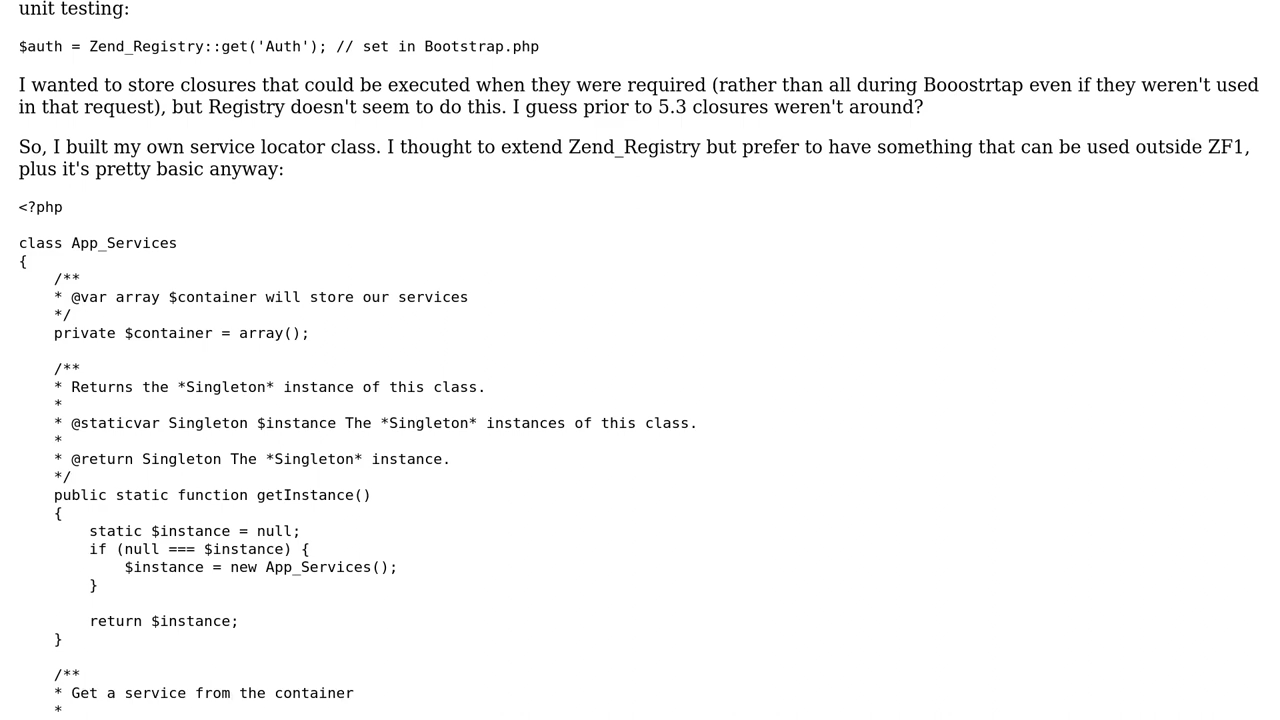 unit testing:
$auth = Zend_Registry::get('Auth'); // set in Bootstrap.php
I wanted to store closures that could be executed when they were required (rather than all during Booostrtap even if they weren't used
in that request), but Registry doesn't seem to do this. I guess prior to 5.3 closures weren't around?
So, I built my own service locator class. I thought to extend Zend_Registry but prefer to have something that can be used outside ZF1,
plus it's pretty basic anyway:
<?php
class App_Services
{
    /**
    * @var array $container will store our services
    */
    private $container = array();
    /**
    * Returns the *Singleton* instance of this class.
    *
    * @staticvar Singleton $instance The *Singleton* instances of this class.
    *
    * @return Singleton The *Singleton* instance.
    */
    public static function getInstance()
    {
        static $instance = null;
        if (null === $instance) {
            $instance = new App_Services();
        }
        return $instance;
    }
    /**
    * Get a service from the container
    *